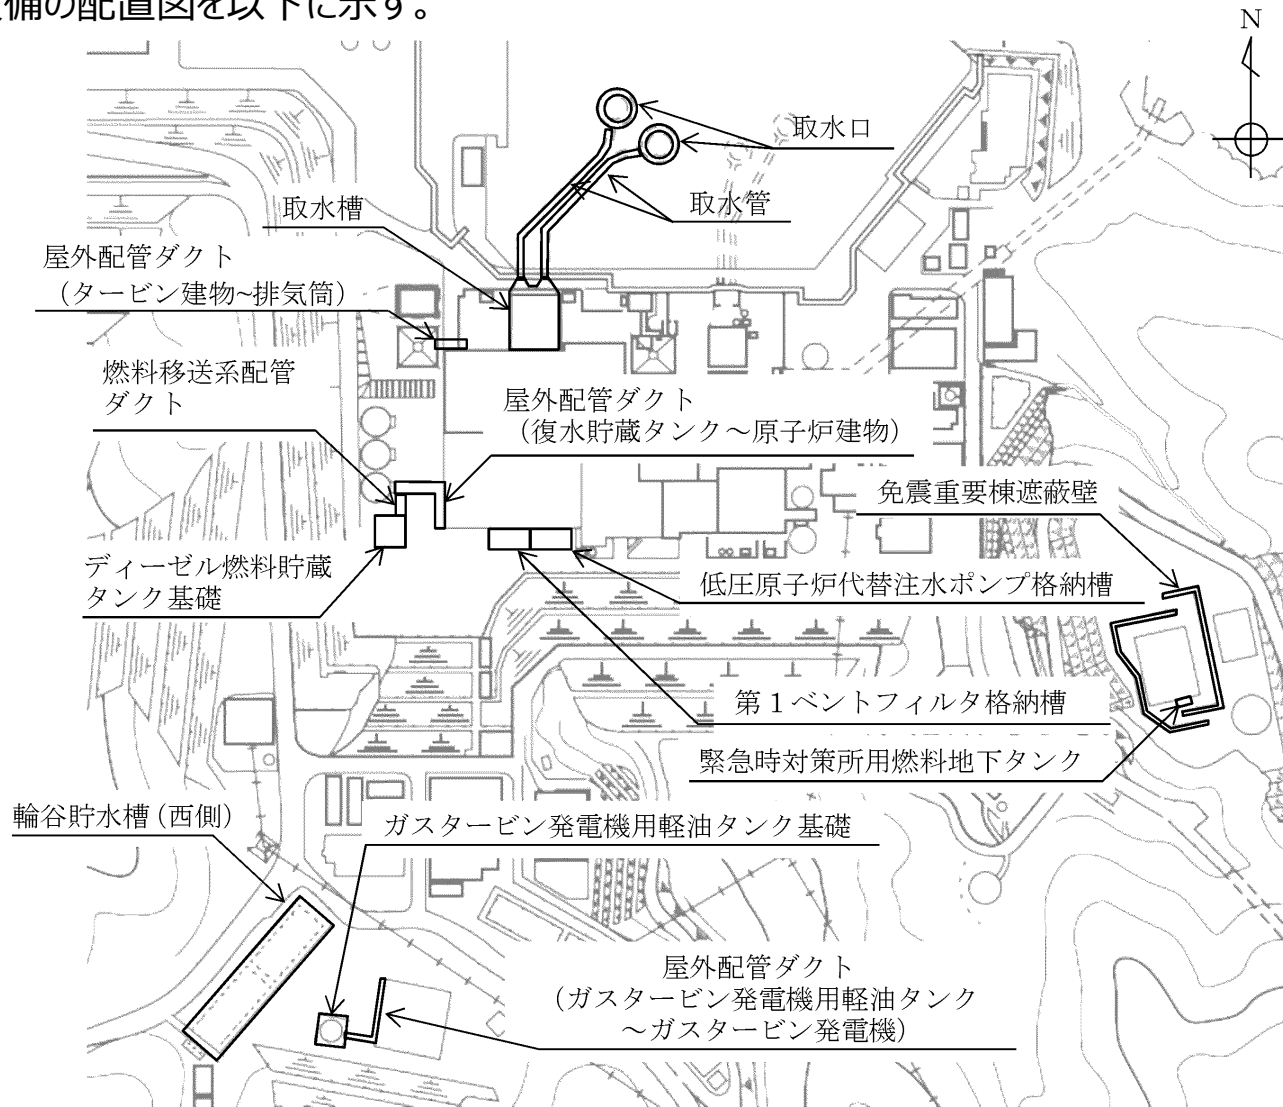 備の配置図を以下に示す。
N
取水口
取水管
取水槽
屋外配管ダクト
(タービン建物~排気筒)
燃料移送系配管
ダクト
屋外配管ダクト
(復水貯蔵タンク～原子炉建物)
免震重要棟遮蔽壁
ディーゼル燃料貯蔵
タンク基礎
低圧原子炉代替注水ポンプ格納槽
第1ベントフィルタ格納槽
緊急時対策所用燃料地下タンク
輪谷貯水槽(西側)
ガスタービン発電機用軽油タンク基礎
屋外配管ダクト
(ガスタービン発電機用軽油タンク
～ガスタービン発電機)